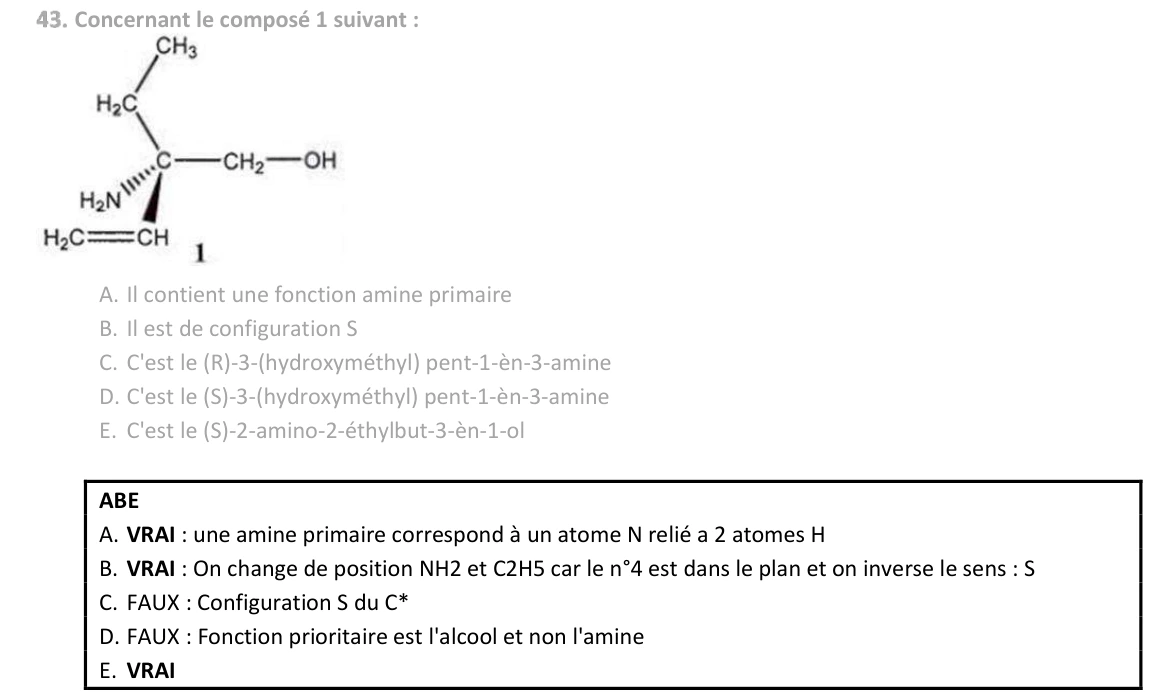 43. Concernant le composé 1 suivant :
CH3
H2C
C—CH2—OH
H2N
H2C=CH
1
A. Il contient une fonction amine primaire
B. Il est de configuration S
C. C'est le (R)-3-(hydroxyméthyl) pent-1-èn-3-amine
D. C'est le (S)-3-(hydroxyméthyl) pent-1-èn-3-amine
E. C'est le (S)-2-amino-2-éthylbut-3-èn-1-ol
ABE
A. VRAI : une amine primaire correspond à un atome N relié a 2 atomes H
B. VRAI : On change de position NH2 et C2H5 car le n°4 est dans le plan et on inverse le sens : S
C. FAUX : Configuration S du C*
D. FAUX : Fonction prioritaire est l'alcool et non l'amine
E. VRAI